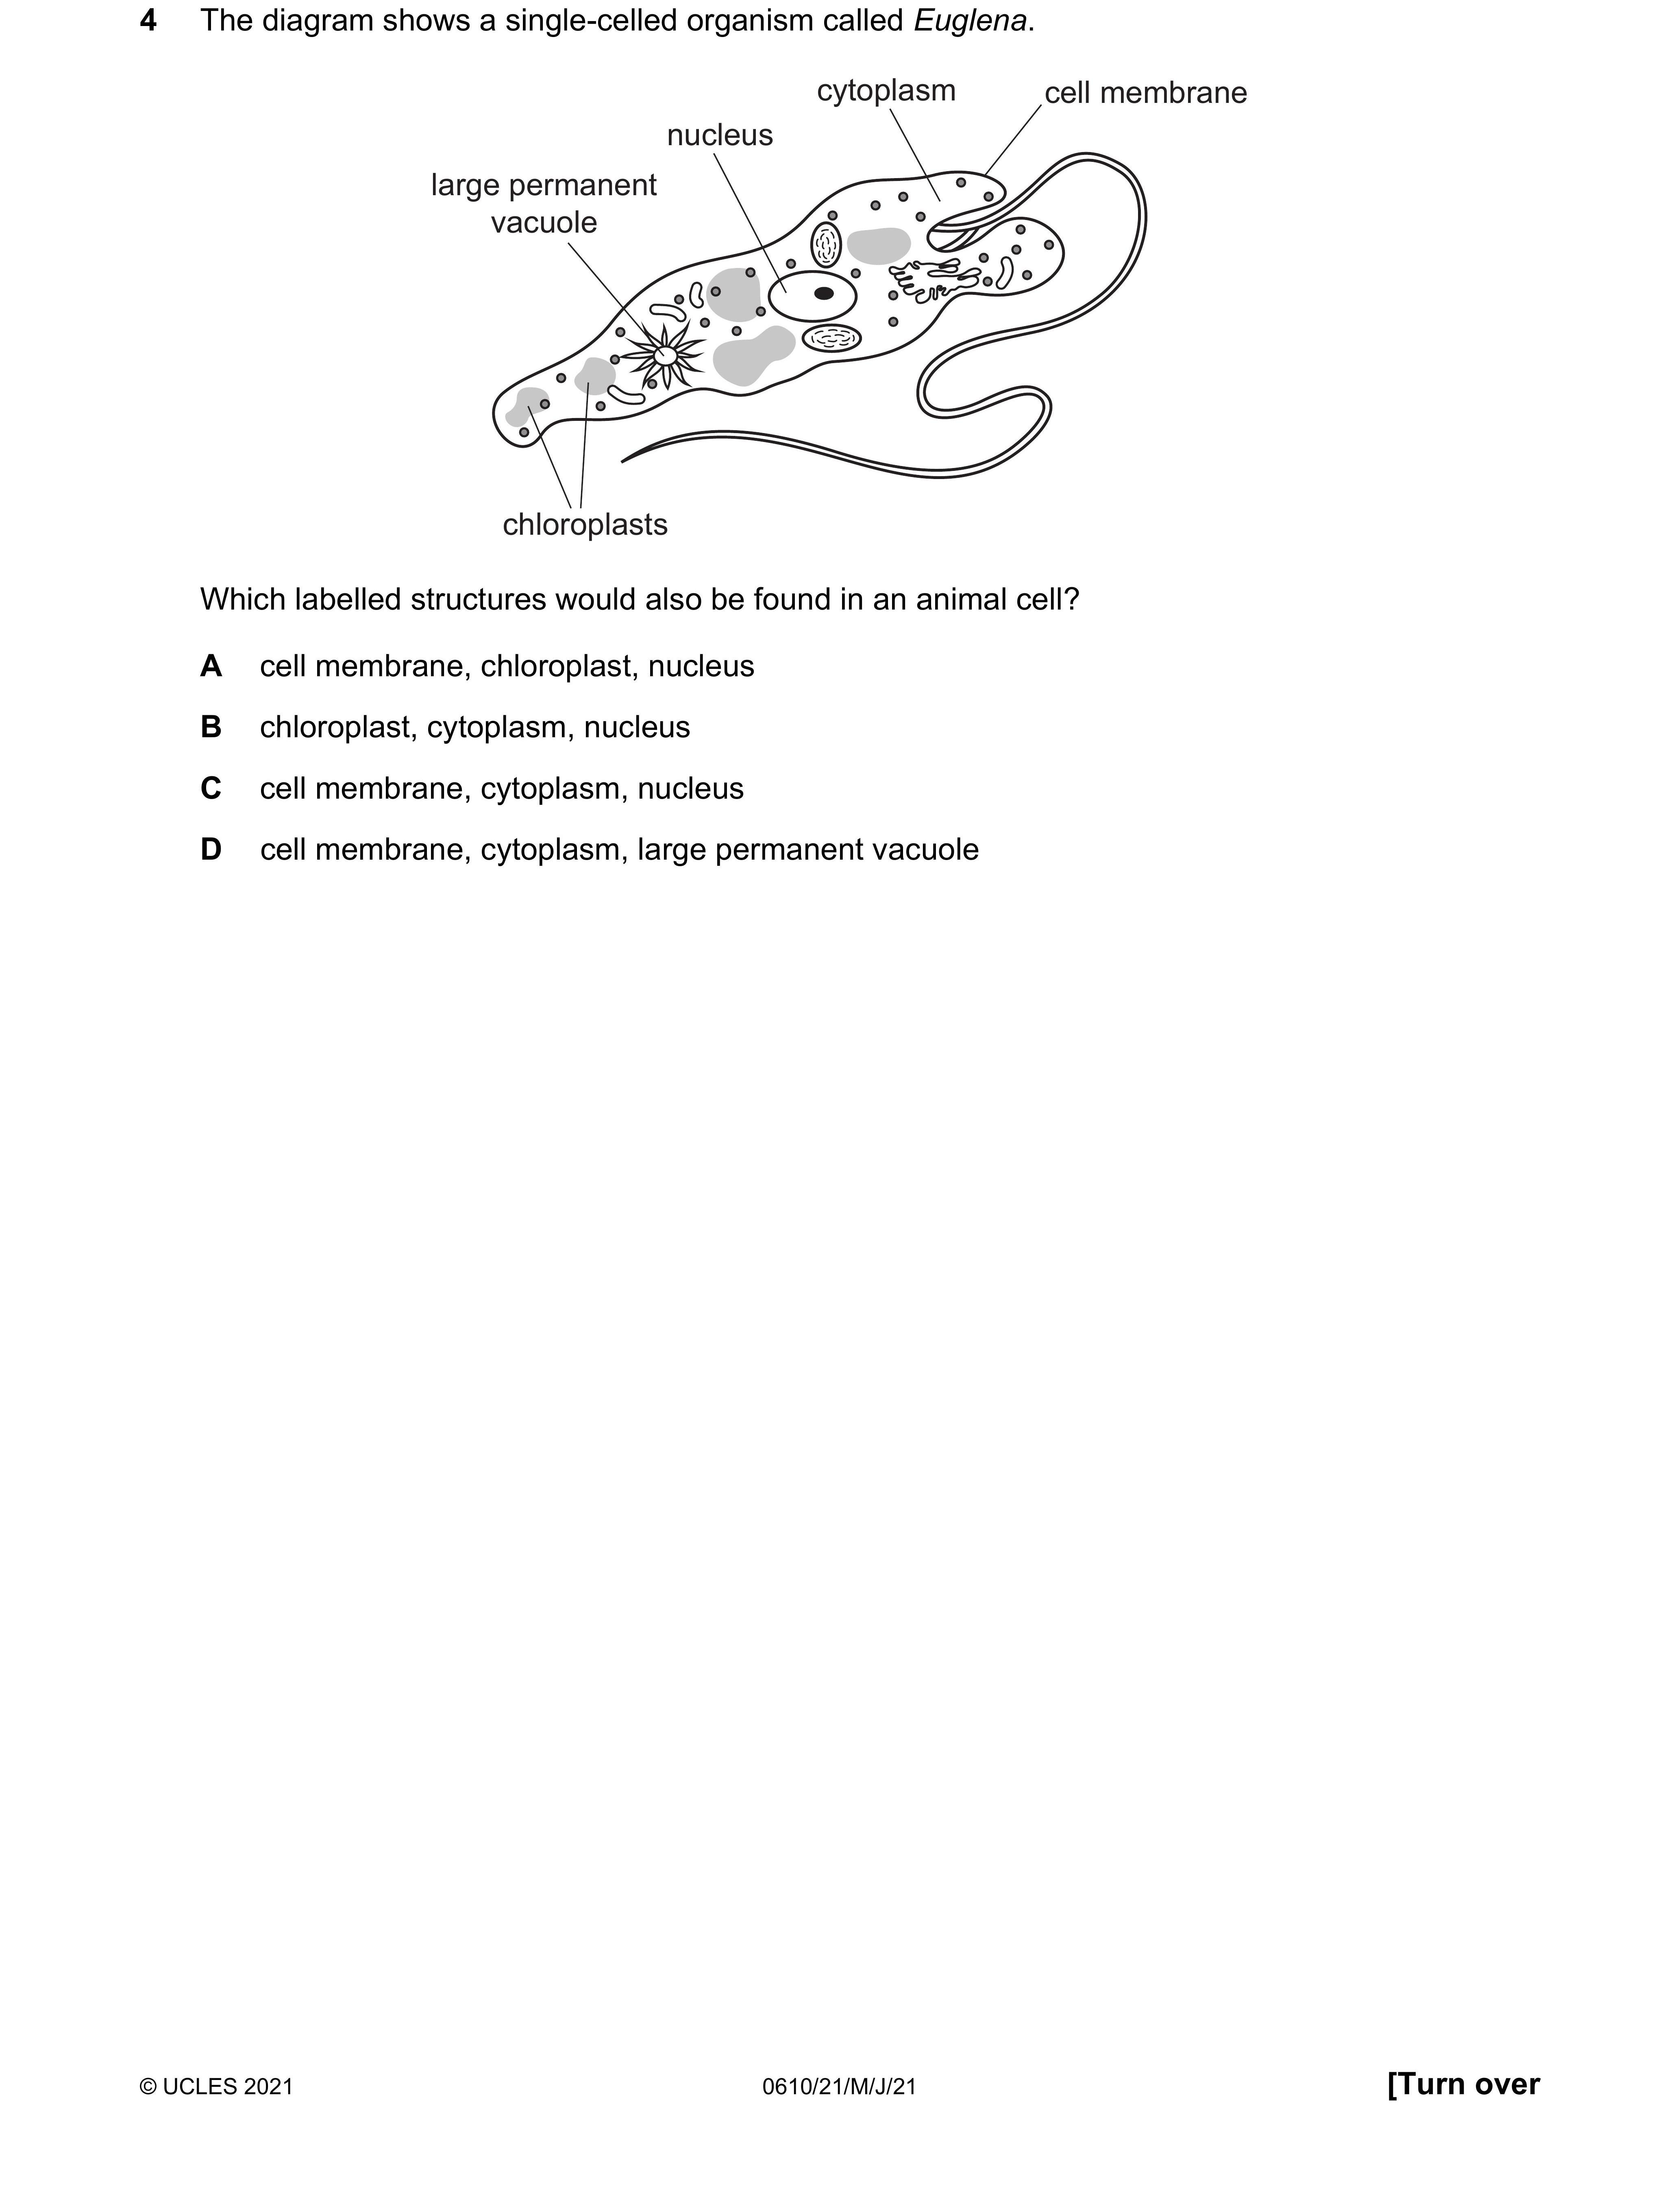 4 The diagram shows a single-celled organism called Euglena.
cytoplasm
cell membrane
nucleus
large permanent
vacuole
chloroplasts
Which labelled structures would also be found in an animal cell?
A cell membrane, chloroplast, nucleus
B chloroplast, cytoplasm, nucleus
C cell membrane, cytoplasm, nucleus
D cell membrane, cytoplasm, large permanent vacuole
© UCLES 2021 0610/21/M/J/21 [Turn over